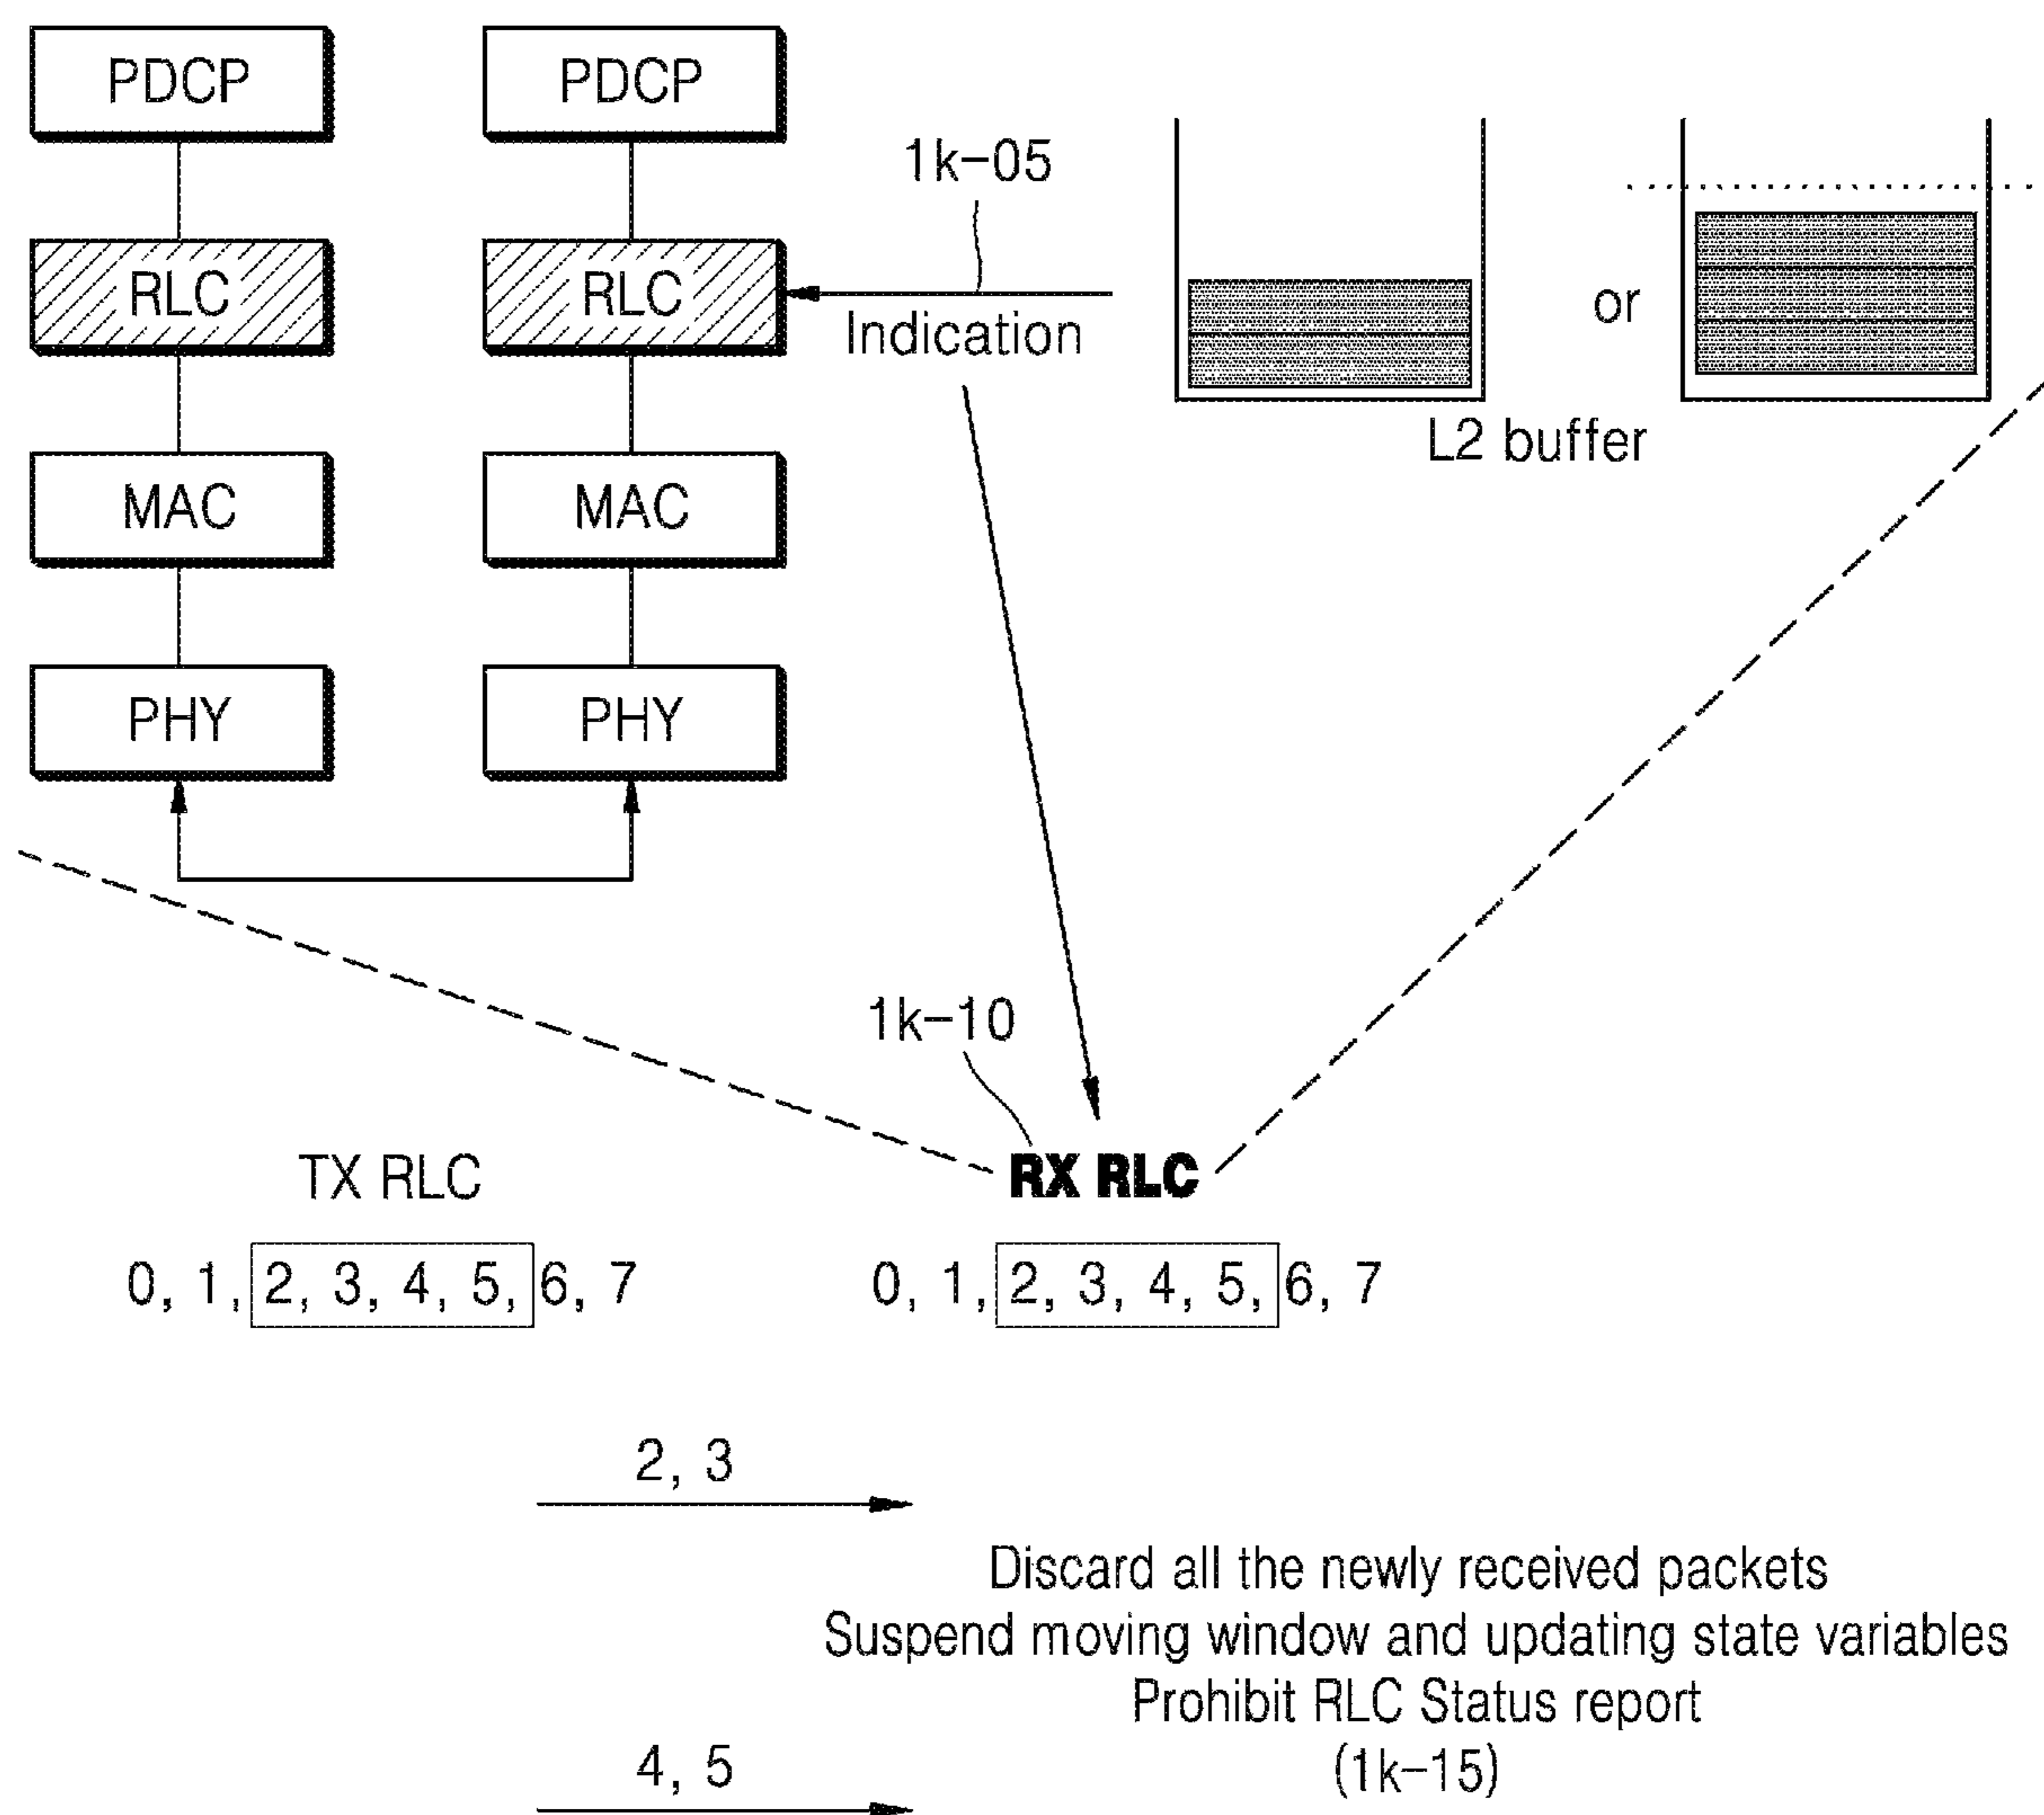 PDCP
PDCP
1k-05
RLC
RLC
Indication
or
L2 buffer
MAC
MAC
PHY
PHY
1k-10
TX RLC
RX RLC
0, 1, 2, 3, 4, 5, 6, 7
0, 1, 2, 3, 4, 5, 6, 7
2, 3
Discard all the newly received packets
Suspend moving window and updating state variables
Prohibit RLC Status report
(1k-15)
4, 5